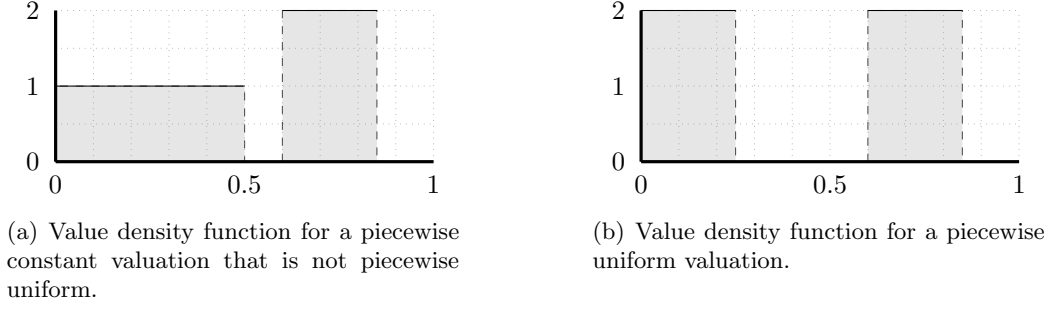 2
1
0
0
0.5
1
(a) Value density function for a piecewise
constant valuation that is not piecewise
uniform.
2
1
0
0
0.5
1
(b) Value density function for a piecewise
uniform valuation.